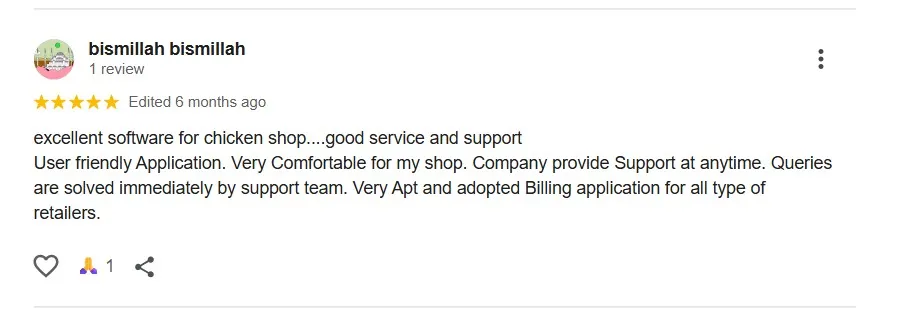 bismillah bismillah
1 review
Edited 6 months ago
excellent software for chicken shop....good service and support
User friendly Application. Very Comfortable for my shop. Company provide Support at anytime. Queries
are solved immediately by support team. Very Apt and adopted Billing application for all type of
retailers.
1